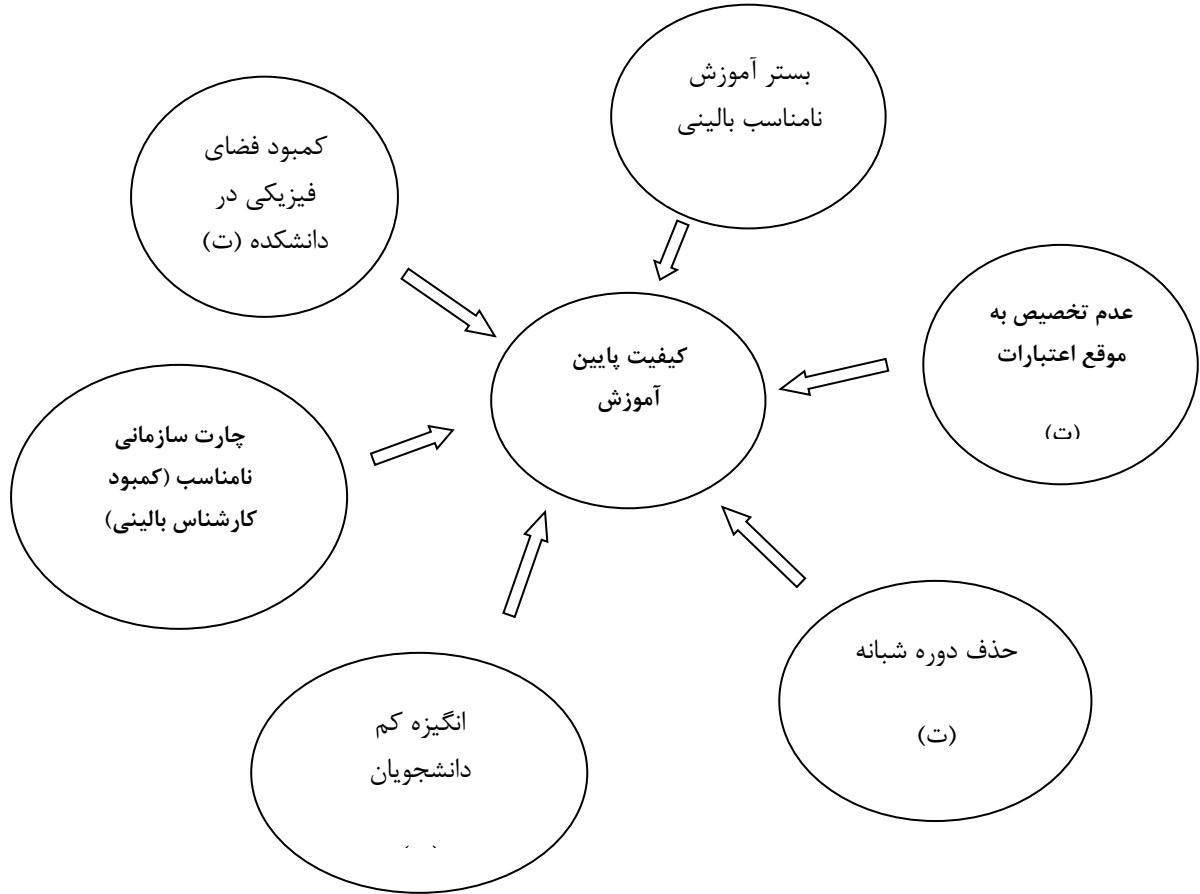 بستر آموزش
نامناسب بالینی
کمبود فضای
فیزیکی در
دانشکده (ت)
عدم تخصیص به
موقع اعتبارات
(ت)
کیفیت پایین
آموزش
چارت سازمانی
نامناسب (کمبود
کارشناس بالینی)
حذف دوره شبانه
(ت)
انگیزه کم
دانشجویان